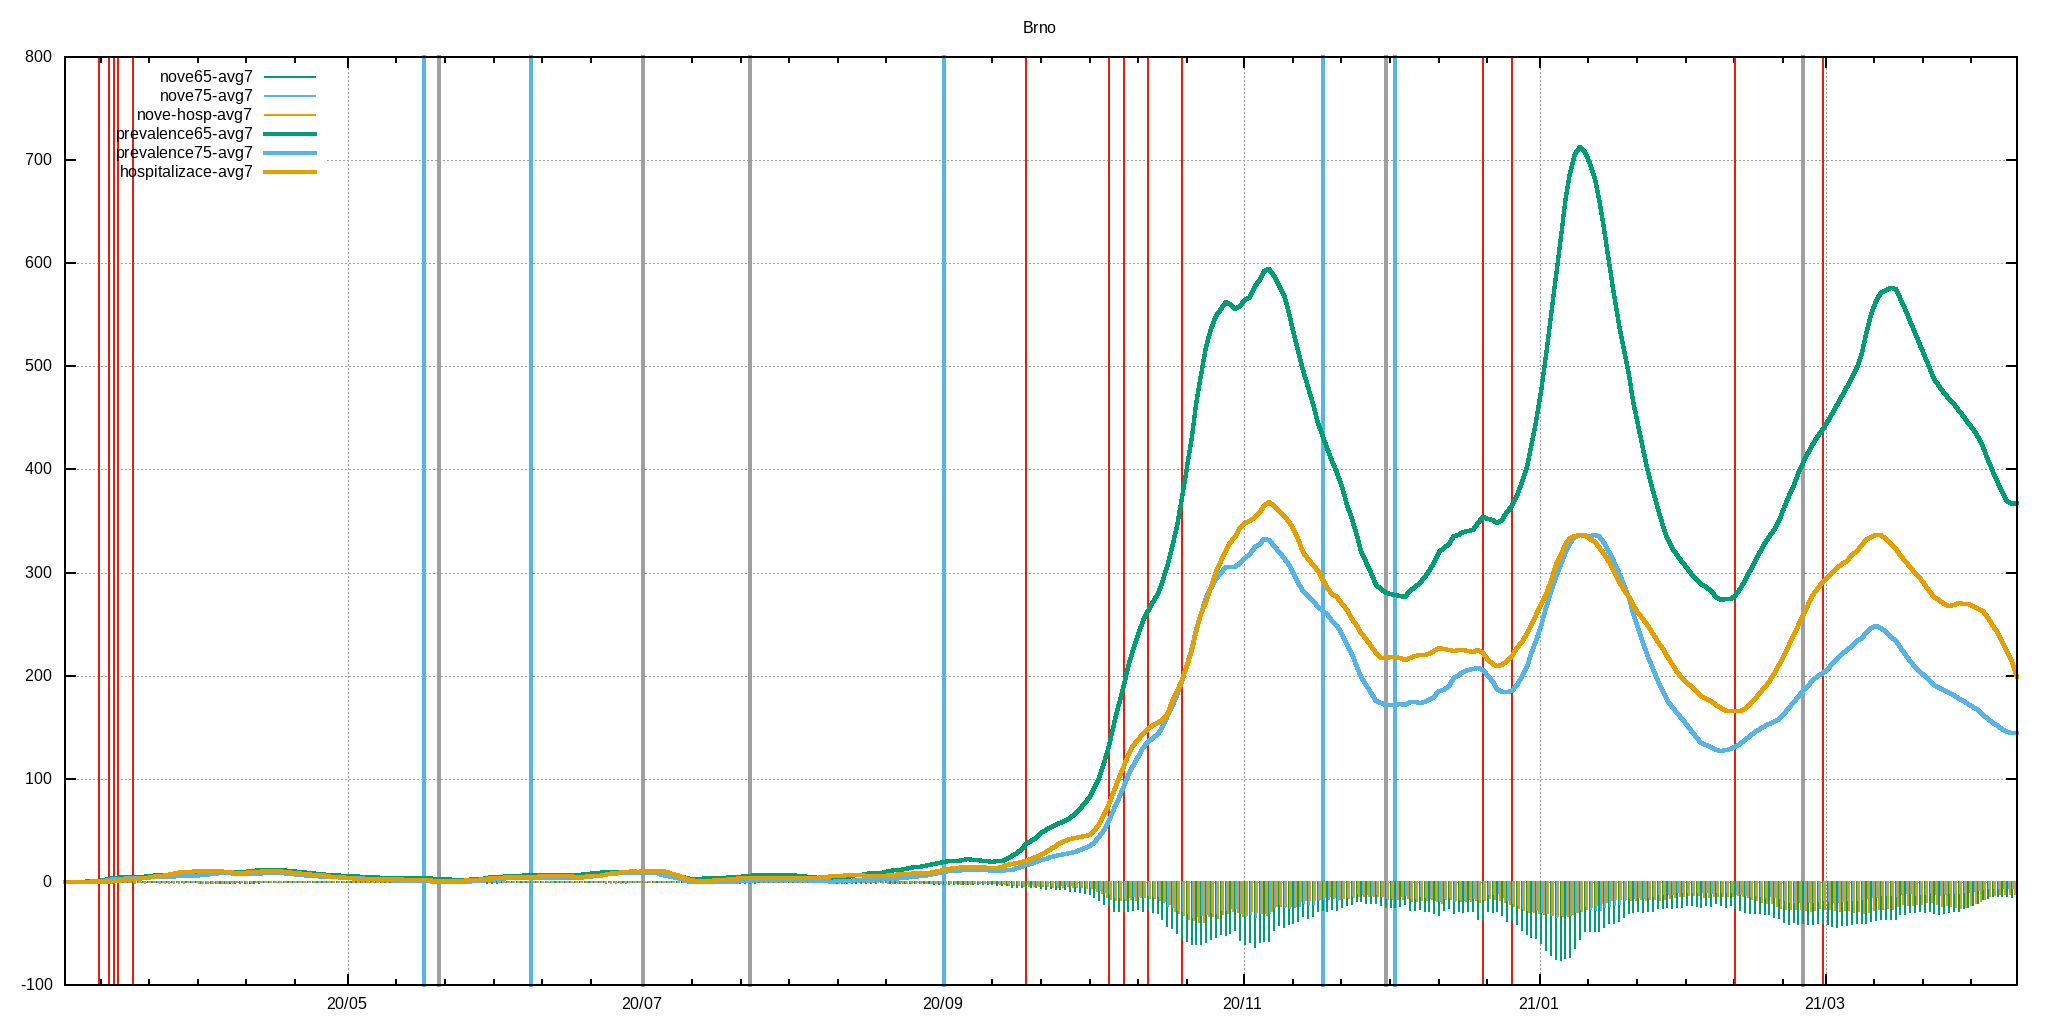 Brno
800
700
600
500
400
300
200
100
0
-100
nove65-avg7
nove75-avg7
nove-hosp-avg7
prevalence65-avg7
prevalence75-avg7
hospitalizace-avg7
20/05 20/07 20/09 20/11 21/01 21/03